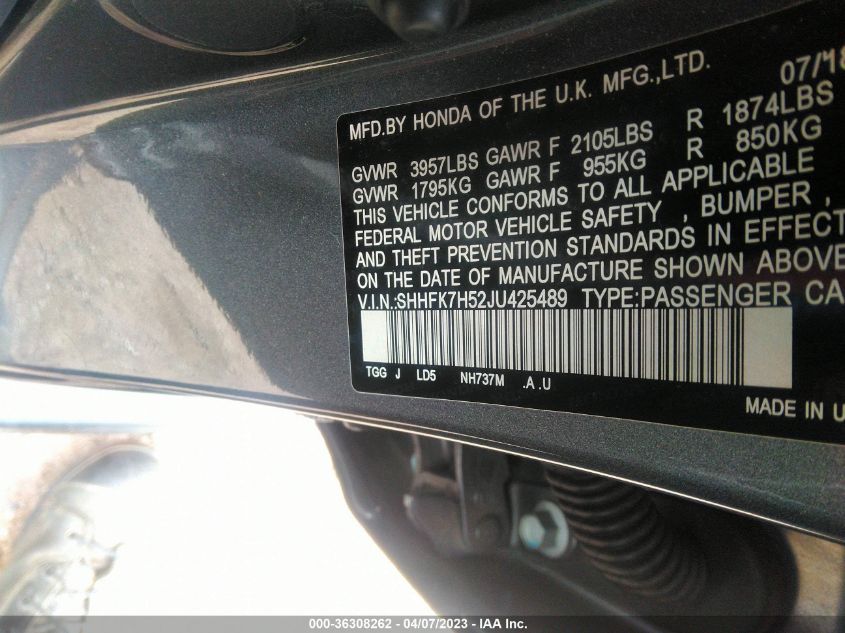 MFD.BY HONDA OF THE U.K. MFG.,LTD. 07/18
GVWR 3957LBS GAWR F 2105LBS R 1874LBS
GVWR 1795KG GAWR F 955KG R 850KG
THIS VEHICLE CONFORMS TO ALL APPLICABLE
FEDERAL MOTOR VEHICLE SAFETY , BUMPER ,
AND THEFT PREVENTION STANDARDS IN EFFECT
ON THE DATE OF MANUFACTURE SHOWN ABOVE
V.I.N.:SHHFK7H52JU425489 TYPE:PASSENGER CA
TGG J LD5 NH737M .A .U
MADE IN U
000-36308262 - 04/07/2023 - IAA Inc.